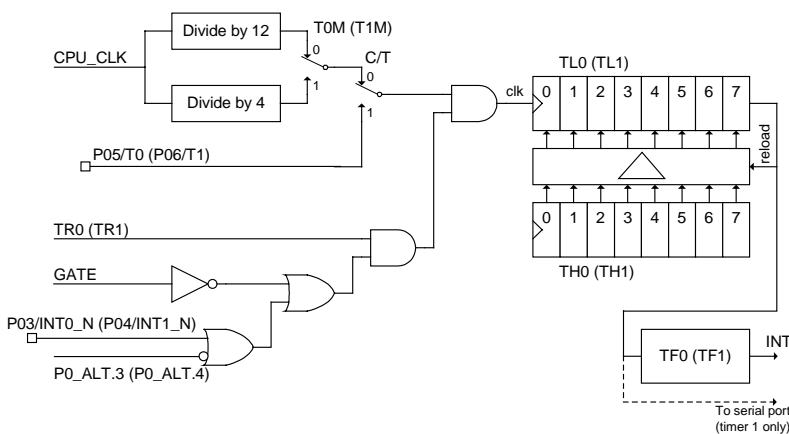 Divide by 12
T0M (T1M)
TL0 (TL1)
0
C/T
CPU_CLK
0
0 1 2 3 4 5 6 7
clk
Divide by 4
1
1
reload
P05/T0 (P06/T1)
0 1 2 3 4 5 6 7
TR0 (TR1)
TH0 (TH1)
GATE
P03/INT0_N (P04/INT1_N)
INT
TF0 (TF1)
P0_ALT.3 (P0_ALT.4)
To serial port
(timer 1 only)